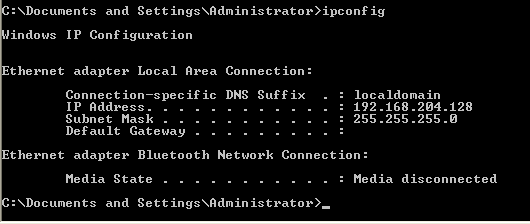 C:\Documents and Settings\Administrator>ipconfig
Windows IP Configuration
Ethernet adapter Local Area Connection:
Connection-specific DNS Suffix  . : localdomain
IP Address. . . . . . . . . . . . : 192.168.204.128
Subnet Mask . . . . . . . . . . . : 255.255.255.0
Default Gateway . . . . . . . . . :
Ethernet adapter Bluetooth Network Connection:
Media State . . . . . . . . . . . : Media disconnected
C:\Documents and Settings\Administrator>_